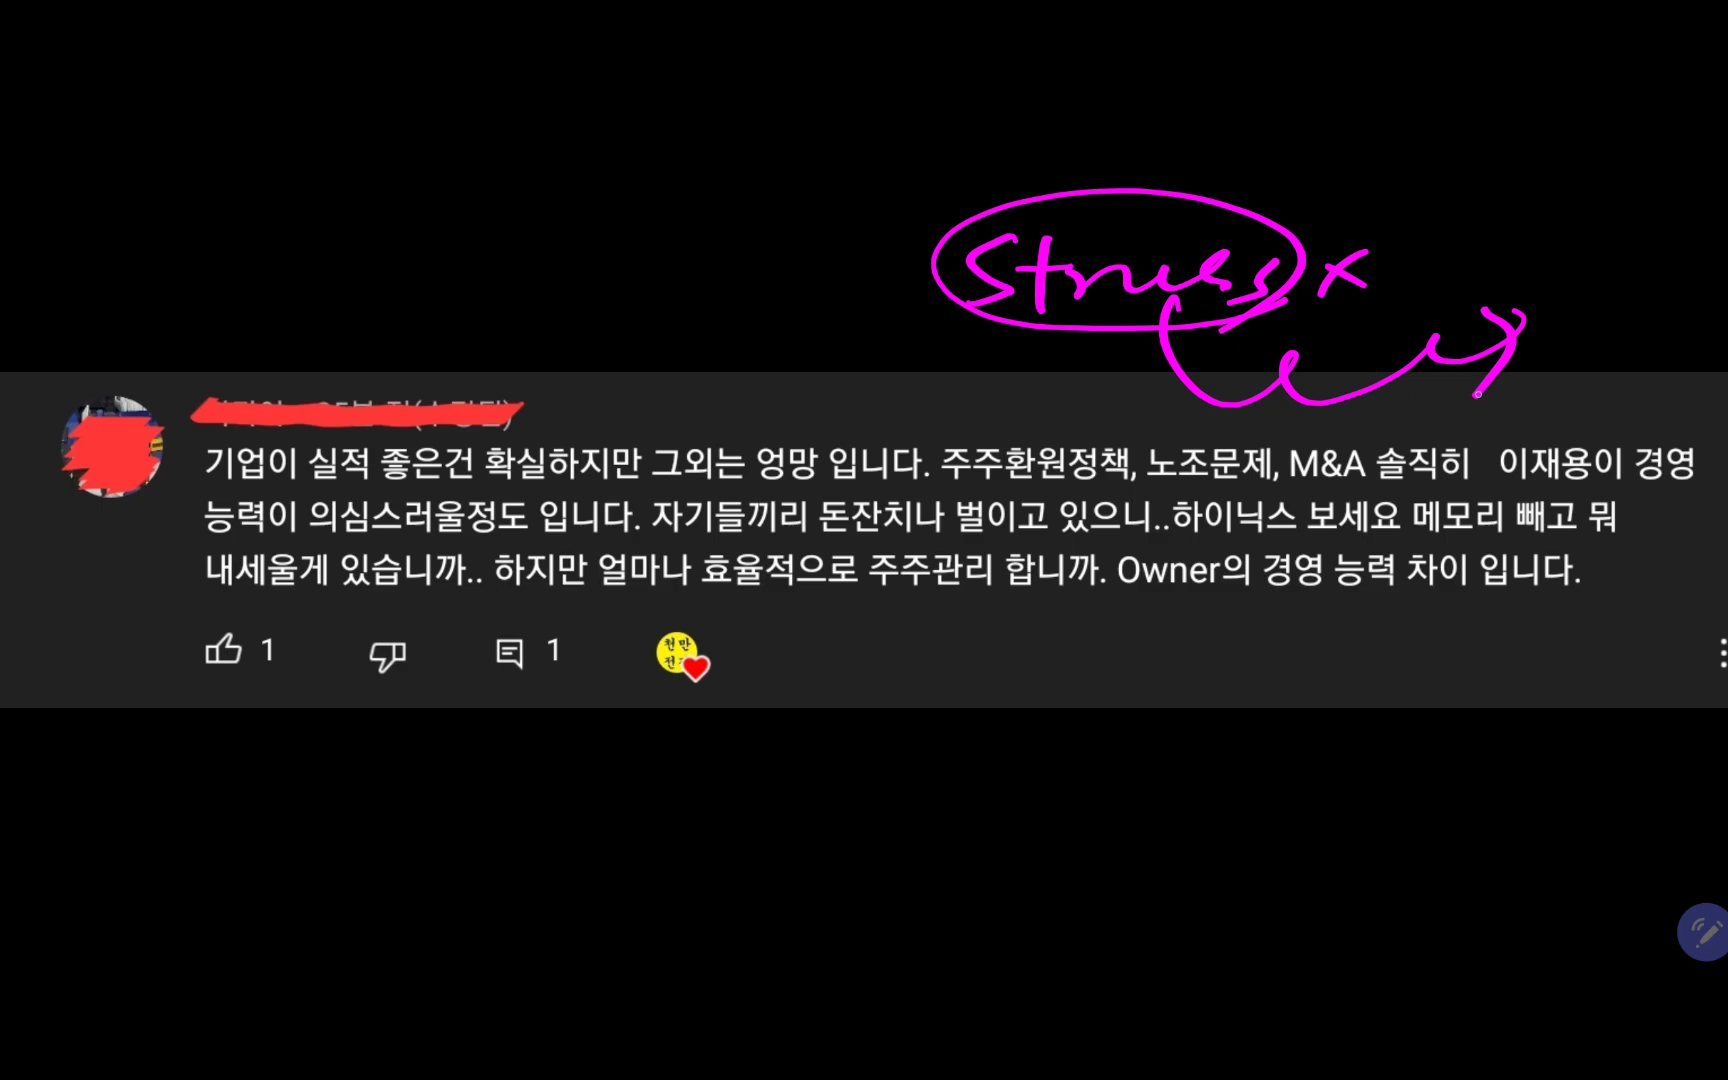 Stress x
기업이 실적 좋은건 확실하지만 그외는 엉망 입니다. 주주환원정책, 노조문제, M&A 솔직히 이재용이 경영
능력이 의심스러울정도 입니다. 자기들끼리 돈잔치나 벌이고 있으니..하이닉스 보세요 메모리 빼고 뭐
내세울게 있습니까.. 하지만 얼마나 효율적으로 주주관리 합니까. Owner의 경영 능력 차이 입니다.
1 1
천만